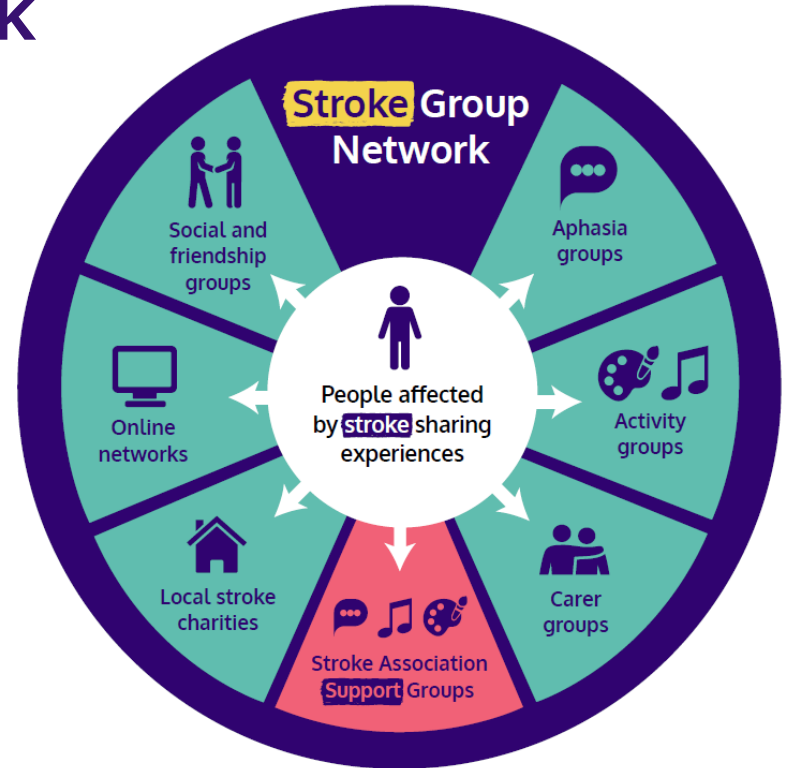 k
Stroke Group
Network
Aphasia
groups
Activity
groups
Carer
groups
Stroke Association
Support Groups
Local stroke
charities
Online
networks
Social and
friendship
groups
People affected
by stroke sharing
experiences